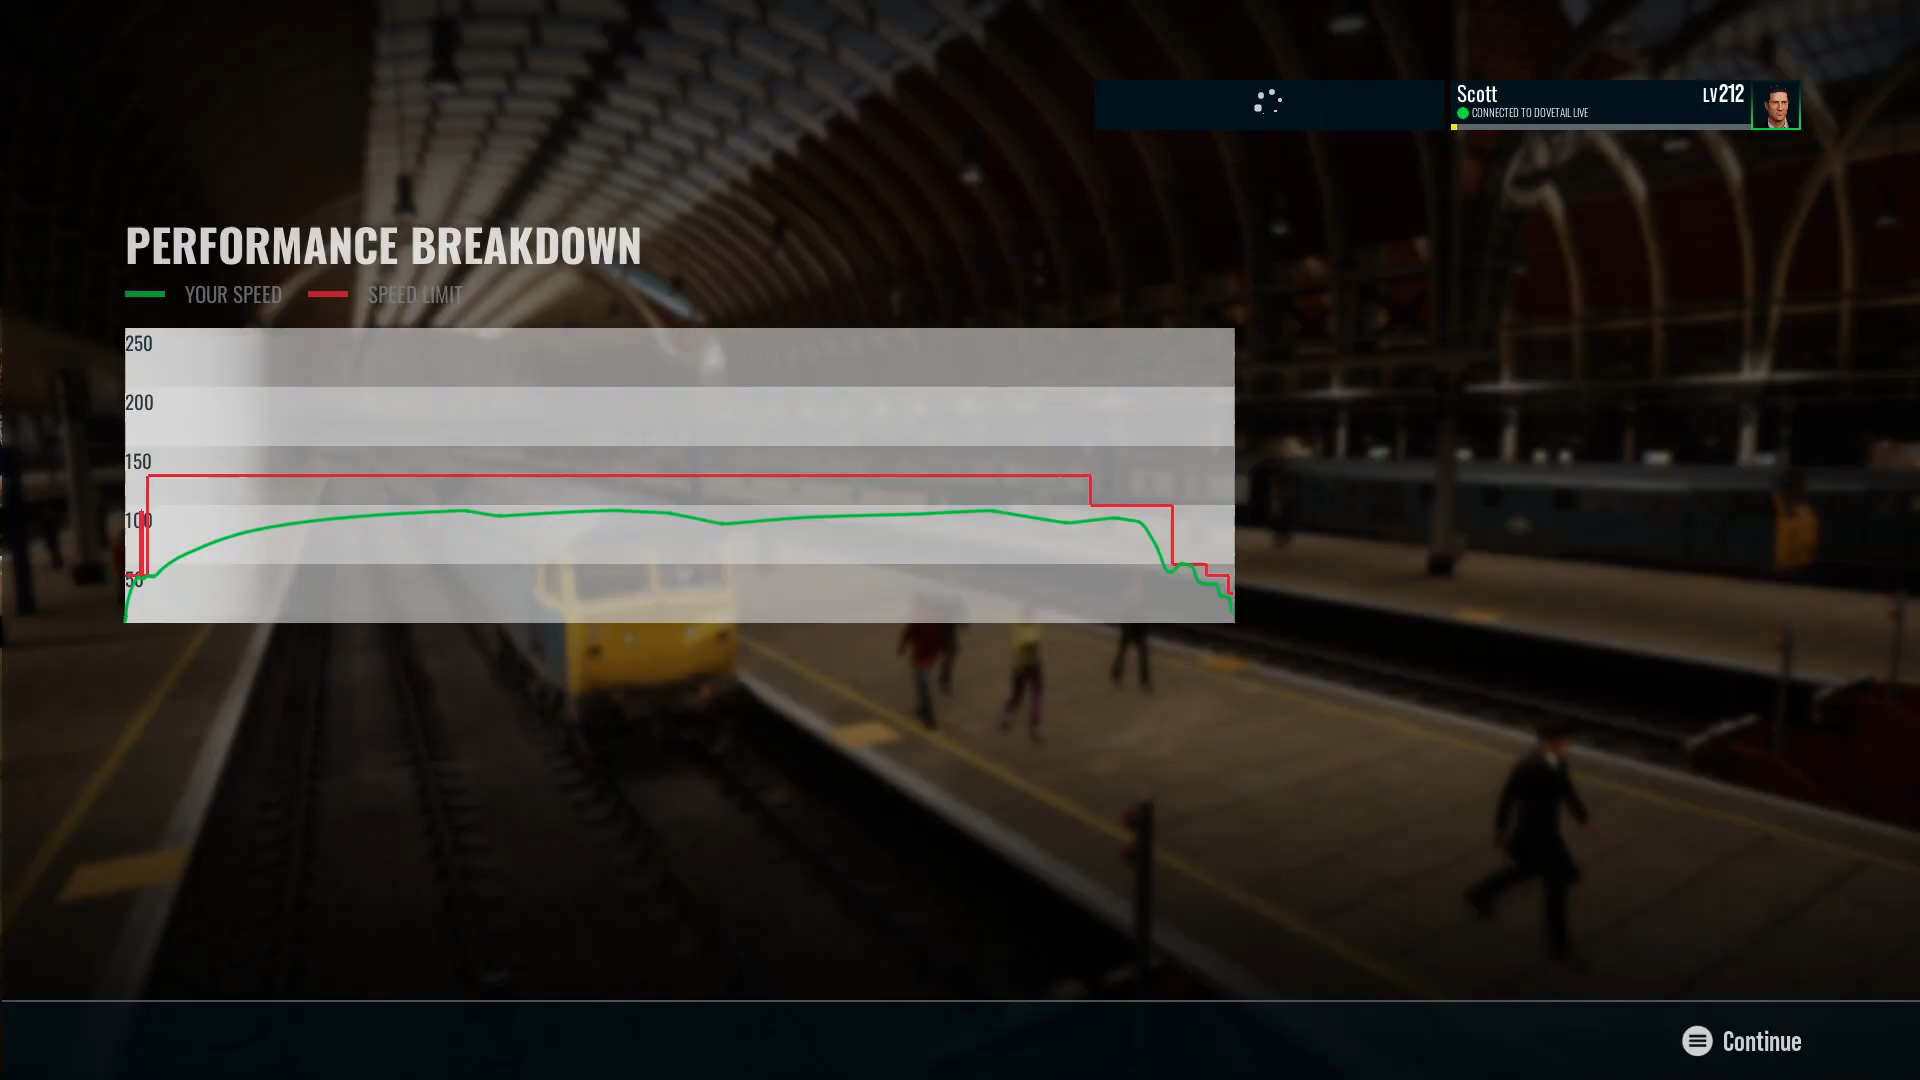 Scott LV212
CONNECTED TO DOVETAIL LIVE
PERFORMANCE BREAKDOWN
YOUR SPEED SPEED LIMIT
250
200
150
100
50
Continue